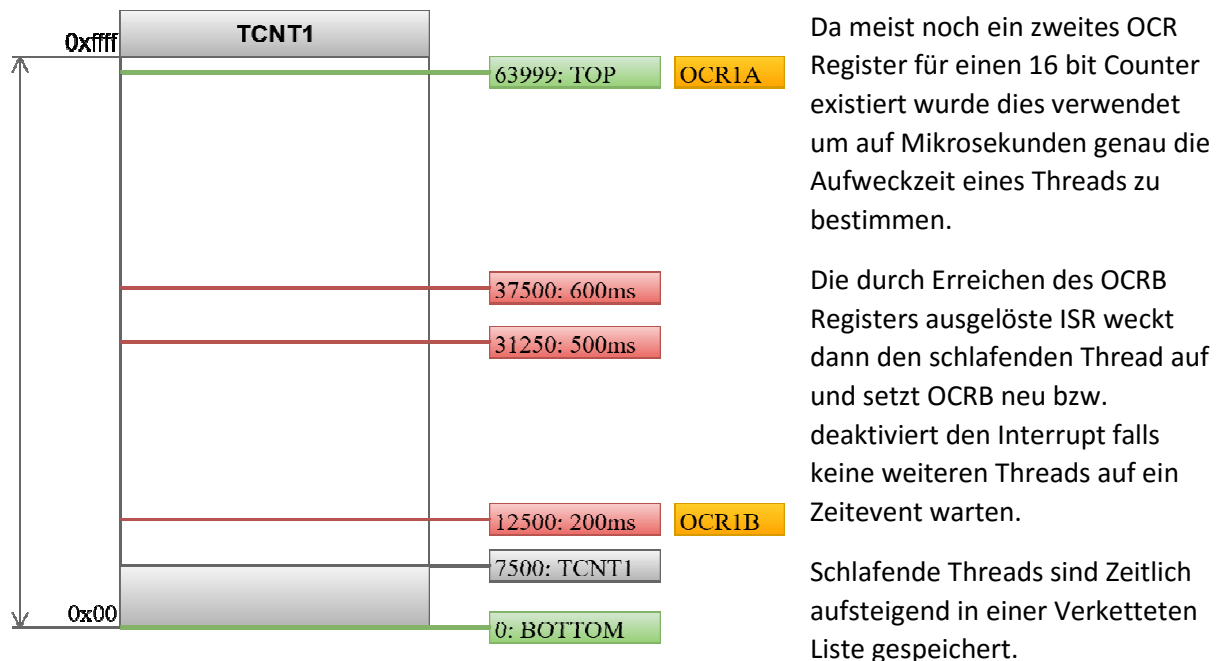 0xffff
TCNT1
63999: TOP
OCR1A
37500: 600ms
31250: 500ms
12500: 200ms
OCR1B
7500: TCNT1
0x00
0: BOTTOM
Da meist noch ein zweites OCR
Register für einen 16 bit Counter
existiert wurde dies verwendet
um auf Mikrosekunden genau die
Aufweckzeit eines Threads zu
bestimmen.
Die durch Erreichen des OCRB
Registers ausgelöste ISR weckt
dann den schlafenden Thread auf
und setzt OCRB neu bzw.
deaktiviert den Interrupt falls
keine weiteren Threads auf ein
Zeitevent warten.
Schlafende Threads sind Zeitlich
aufsteigend in einer Verketteten
Liste gespeichert.